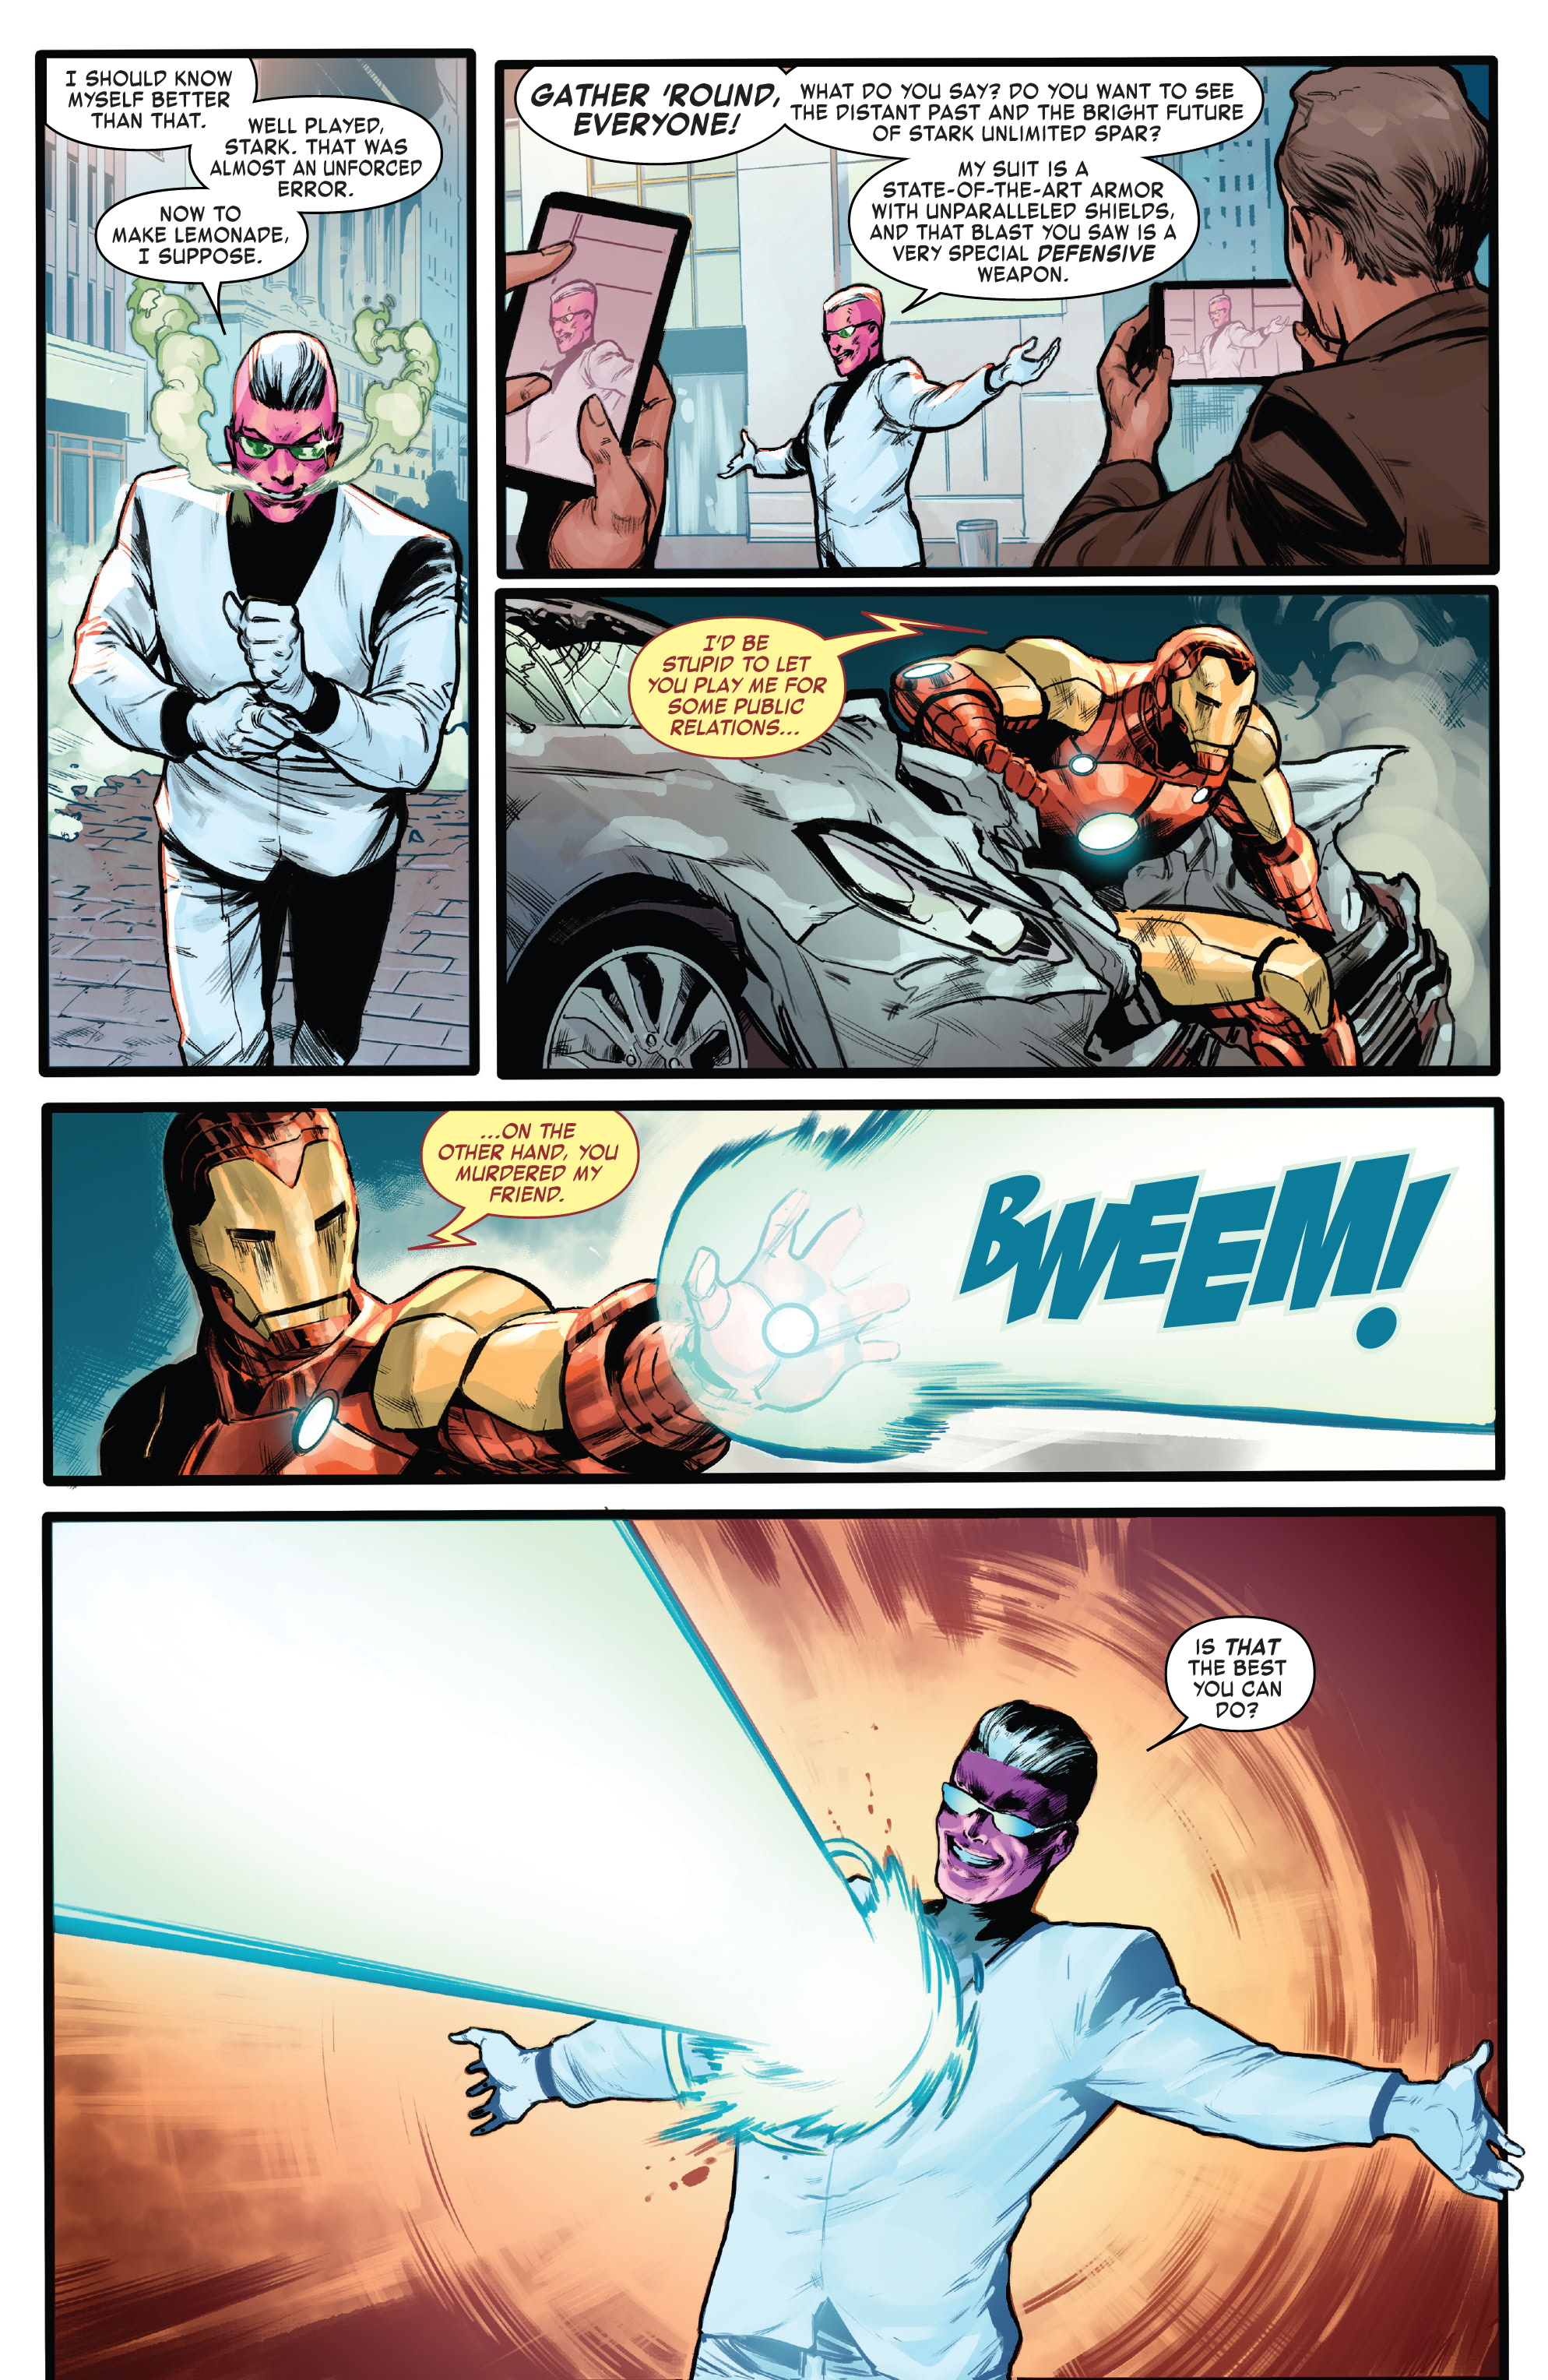 I SHOULD KNOW
MYSELF BETTER
THAN THAT.
WELL PLAYED,
STARK. THAT WAS
ALMOST AN UNFORCED
ERROR.
NOW TO
MAKE LEMONADE,
I SUPPOSE.
GATHER 'ROUND,
EVERYONE!
WHAT DO YOU SAY? DO YOU WANT TO SEE
THE DISTANT PAST AND THE BRIGHT FUTURE
OF STARK UNLIMITED SPAR?
MY SUIT IS A
STATE-OF-THE-ART ARMOR
WITH UNPARALLELED SHIELDS,
AND THAT BLAST YOU SAW IS A
VERY SPECIAL DEFENSIVE
WEAPON.
I'D BE
STUPID TO LET
YOU PLAY ME FOR
SOME PUBLIC
RELATIONS...
...ON THE
OTHER HAND, YOU
MURDERED MY
FRIEND.
BWEEM!
IS THAT
THE BEST
YOU CAN
DO?